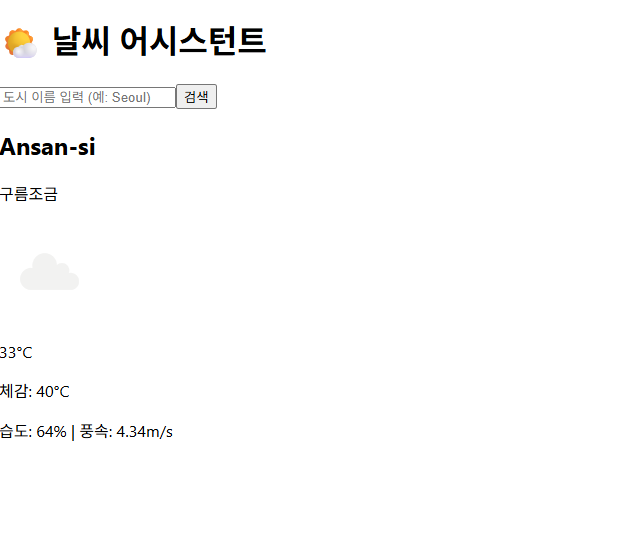 날씨 어시스턴트
도시 이름 입력 (예: Seoul) 검색
Ansan-si
구름조금
33°C
체감: 40°C
습도: 64% | 풍속: 4.34m/s